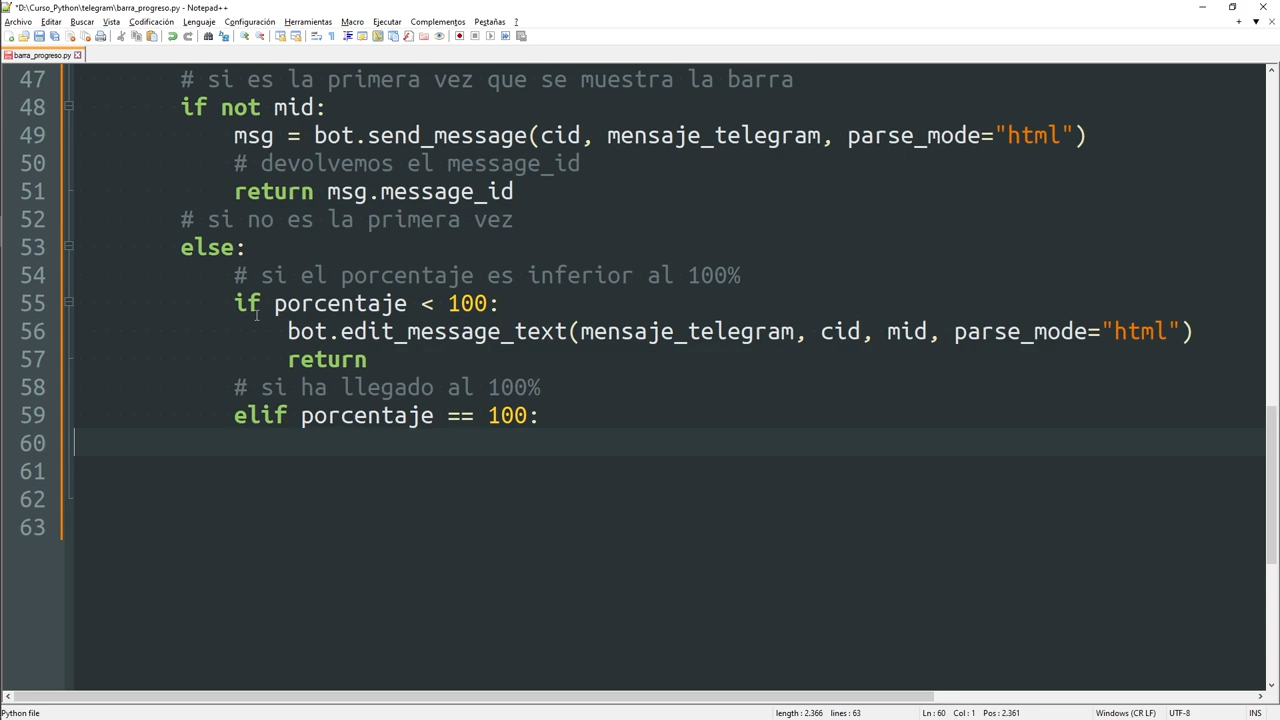 *D:\Curso_Python\telegram\barra_progreso.py - Notepad++
Archivo Editar Buscar Vista Codificación Lenguaje Configuración Herramientas Macro Ejecutar Complementos Pestañas ?
barra_progreso.py
47 # si es la primera vez que se muestra la barra
48 if not mid:
49 msg = bot.send_message(cid, mensaje_telegram, parse_mode="html")
50 # devolvemos el message_id
51 return msg.message_id
52 # si no es la primera vez
53 else:
54 # si el porcentaje es inferior al 100%
55 if porcentaje < 100:
56 bot.edit_message_text(mensaje_telegram, cid, mid, parse_mode="html")
57 return
58 # si ha llegado al 100%
59 elif porcentaje == 100:
60
61
62
63
Python file length : 2.366 lines : 63 Ln : 60 Col : 1 Pos : 2.361 Windows (CR LF) UTF-8 INS